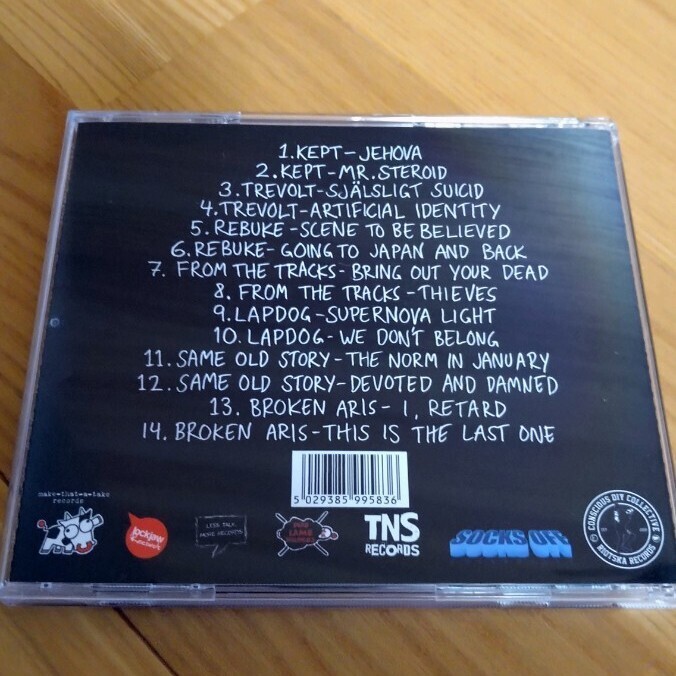 1. KEPT - JEHOVA
2. KEPT - MR. STEROID
3. TREVOLT - SJÄLSLIGT SUICID
4. TREVOLT - ARTIFICIAL IDENTITY
5. REBUKE - SCENE TO BE BELIEVED
6. REBUKE - GOING TO JAPAN AND BACK
7. FROM THE TRACKS - BRING OUT YOUR DEAD
8. FROM THE TRACKS - THIEVES
9. LAPDOG - SUPERNOVA LIGHT
10. LAPDOG - WE DON'T BELONG
11. SAME OLD STORY - THE NORM IN JANUARY
12. SAME OLD STORY - DEVOTED AND DAMNED
13. BROKEN ARIS - I, RETARD
14. BROKEN ARIS - THIS IS THE LAST ONE
5 029385 995836
make-that-a-take
records
lockjaw
records
LESS TALK,
MORE RECORDS
LAME
TNS
RECORDS
SOCKS OFF
CONSCIOUS DIY COLLECTIVE
RIOTSKA RECORDS